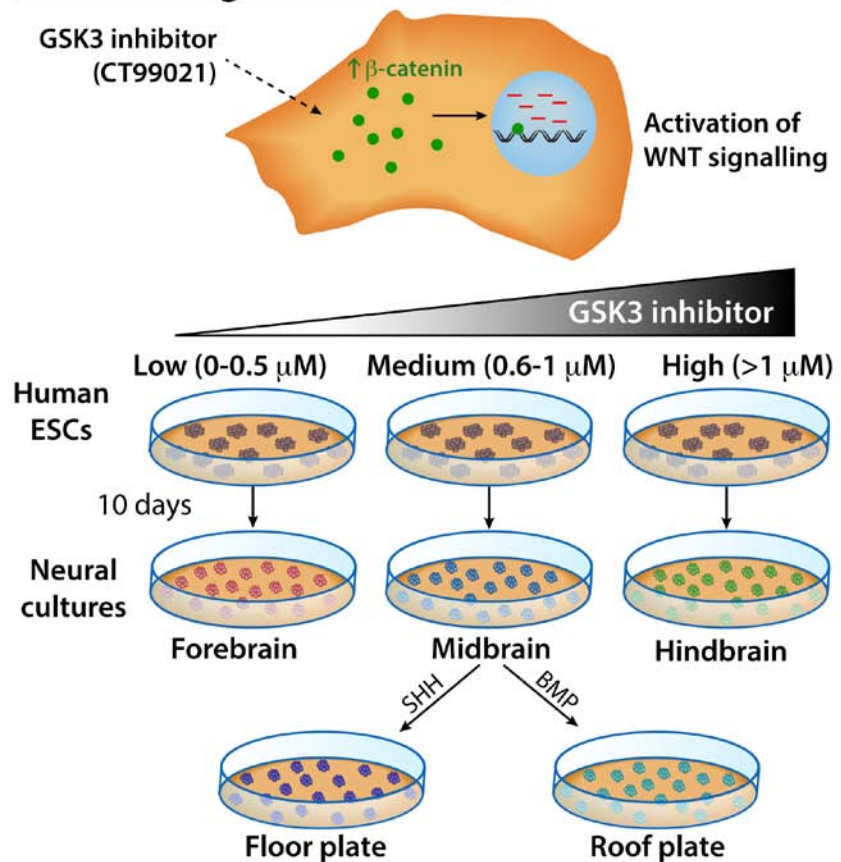 GSK3 inhibitor
(CT99021)
↑ β-catenin
Activation of
WNT signalling
GSK3 inhibitor
Low (0-0.5 μM)
Medium (0.6-1 μM)
High (>1 μM)
Human
ESCs
10 days
Neural
cultures
Forebrain
Midbrain
Hindbrain
SHH
BMP
Floor plate
Roof plate